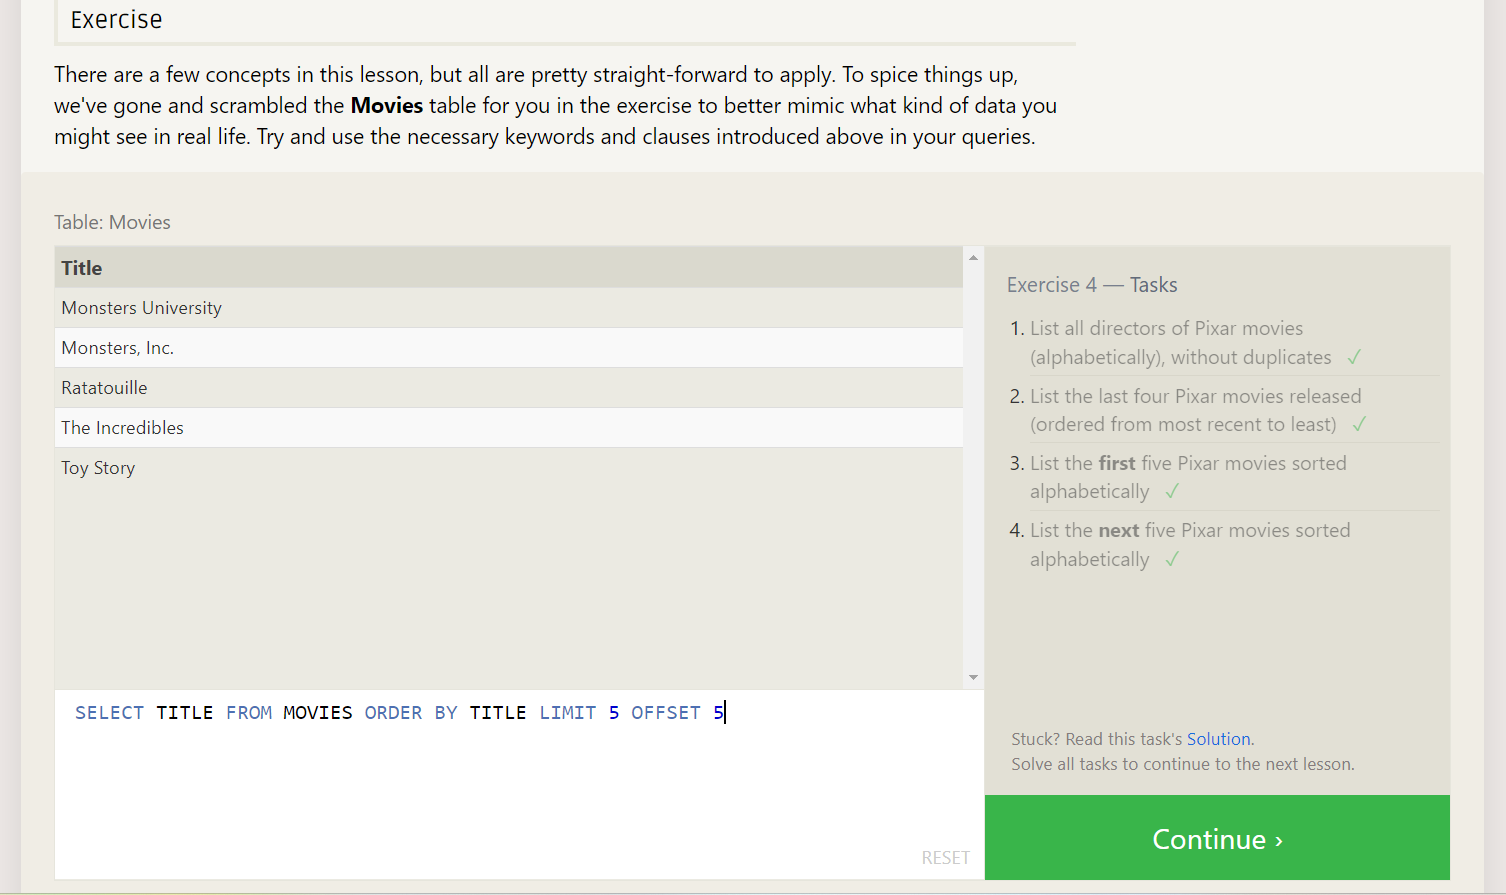 Exercise
There are a few concepts in this lesson, but all are pretty straight-forward to apply. To spice things up,
we've gone and scrambled the Movies table for you in the exercise to better mimic what kind of data you
might see in real life. Try and use the necessary keywords and clauses introduced above in your queries.
Table: Movies
Title
Monsters University
Monsters, Inc.
Ratatouille
The Incredibles
Toy Story
SELECT TITLE FROM MOVIES ORDER BY TITLE LIMIT 5 OFFSET 5
RESET
Exercise 4 — Tasks
1. List all directors of Pixar movies
(alphabetically), without duplicates ✓
2. List the last four Pixar movies released
(ordered from most recent to least) ✓
3. List the first five Pixar movies sorted
alphabetically ✓
4. List the next five Pixar movies sorted
alphabetically ✓
Stuck? Read this task's Solution.
Solve all tasks to continue to the next lesson.
Continue ›